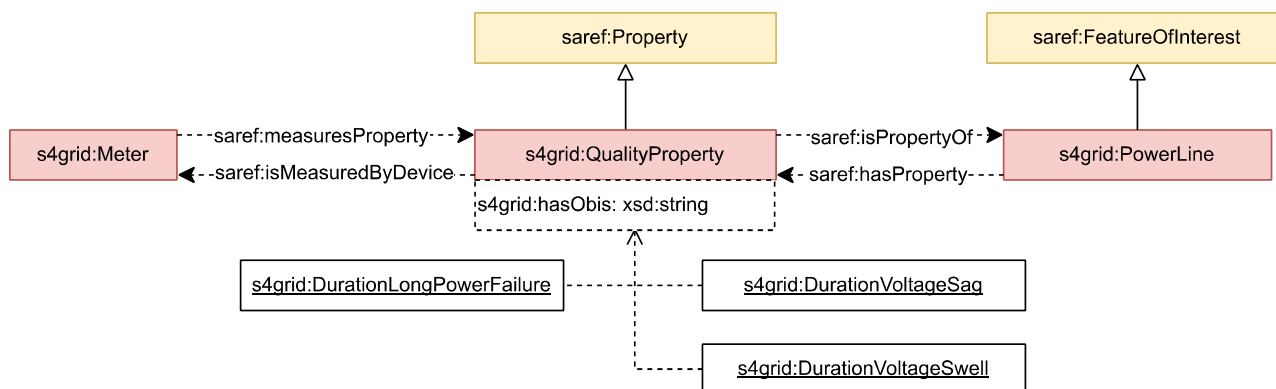 saref:Property
saref:FeatureOfInterest
s4grid:Meter
saref:measuresProperty
saref:isMeasuredByDevice
s4grid:QualityProperty
s4grid:hasObis: xsd:string
saref:isPropertyOf
saref:hasProperty
s4grid:PowerLine
s4grid:DurationLongPowerFailure
s4grid:DurationVoltageSag
s4grid:DurationVoltageSwell